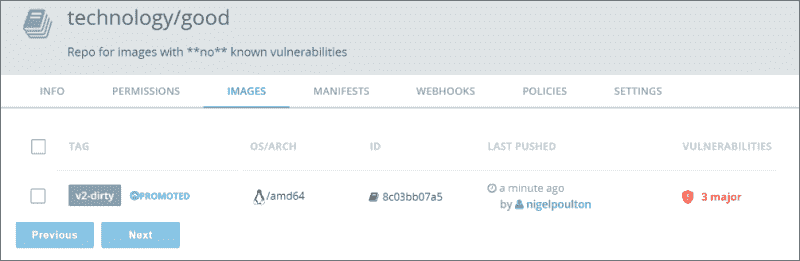 technology/good
Repo for images with **no** known vulnerabilities
INFO PERMISSIONS IMAGES MANIFESTS WEBHOOKS POLICIES SETTINGS
TAG OS/ARCH ID LAST PUSHED VULNERABILITIES
v2-dirty PROMOTED /amd64 8c03bb07a5 a minute ago 3 major
by nigelpoulton
Previous Next